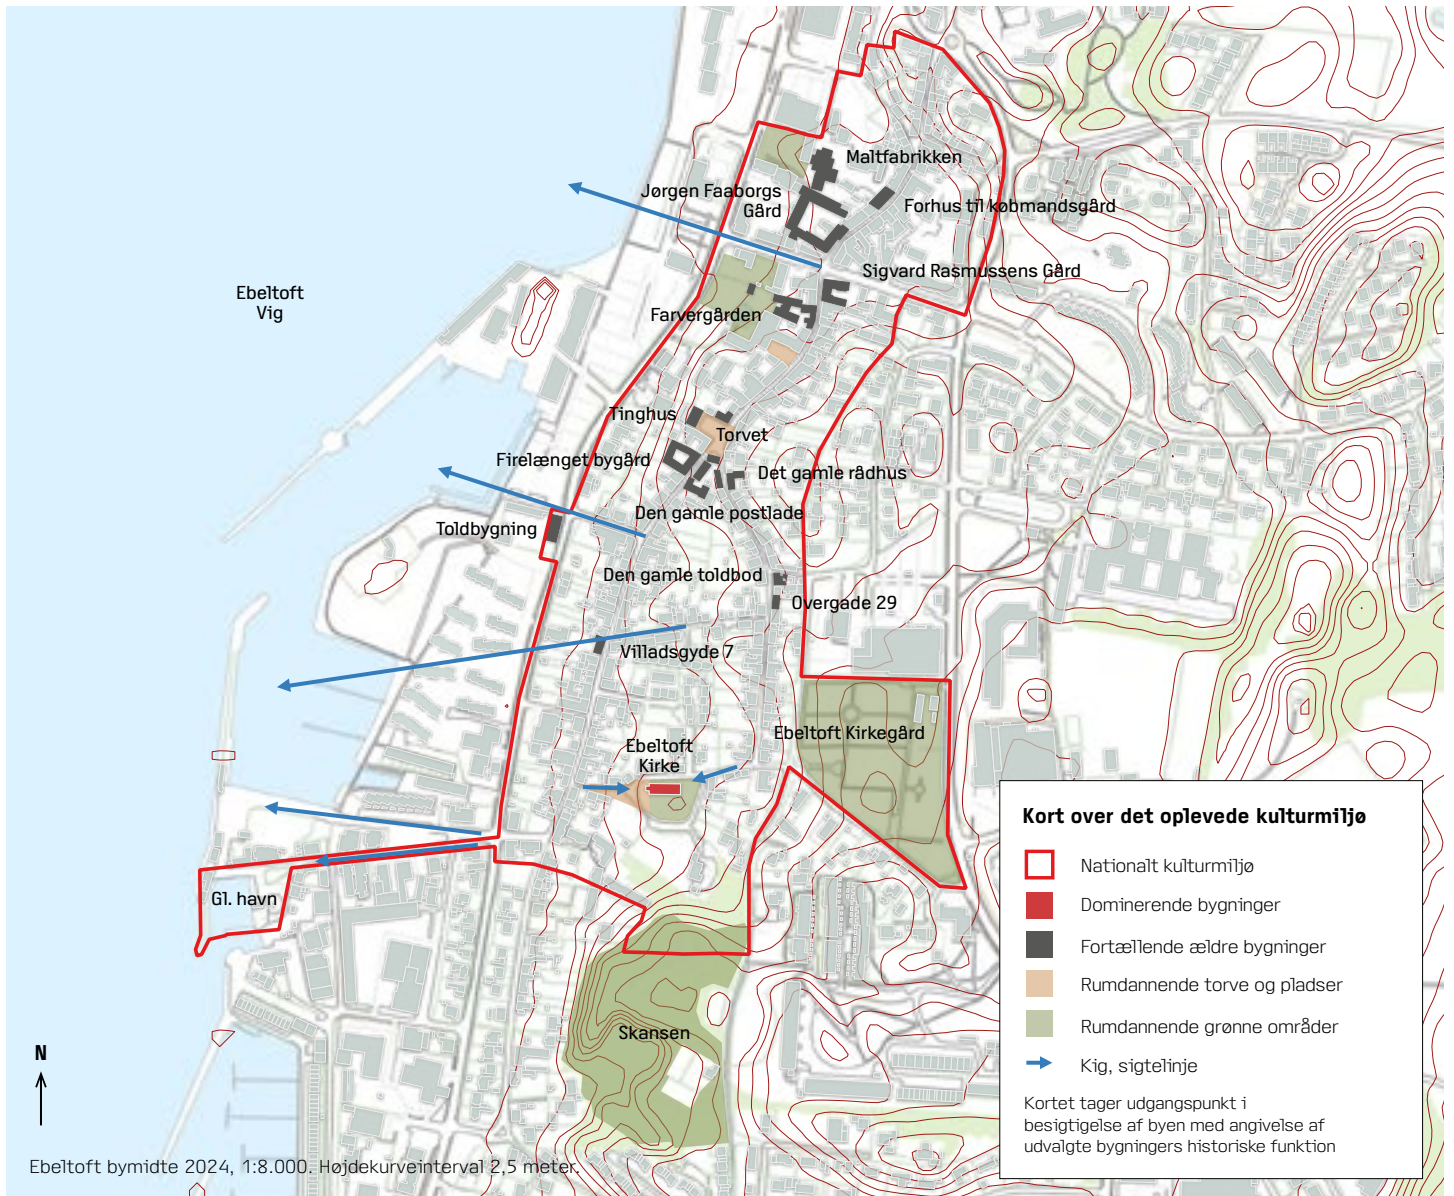 Maltfabrikken
Jørgen Faaborgs
Gård
Forhus til købmandsgård
Sigvard Rasmussens Gård
Ebeltoft
Vig
Farvergården
Tinghus
Torvet
Firelænget bygård
Det gamle rådhus
Den gamle postlade
Toldbygning
Den gamle toldbod
Overgade 29
Villadsgyde 7
Ebeltoft Kirkegård
Ebeltoft
Kirke
Gl. havn
Skansen
N
Ebeltoft bymidte 2024, 1:8.000. Højdekurveinterval 2,5 meter.
Kort over det oplevede kulturmiljø
Nationalt kulturmiljø
Dominerende bygninger
Fortællende ældre bygninger
Rumdannende torve og pladser
Rumdannende grønne områder
Kig, sigtelinje
Kortet tager udgangspunkt i
besigtigelse af byen med angivelse af
udvalgte bygningers historiske funktion